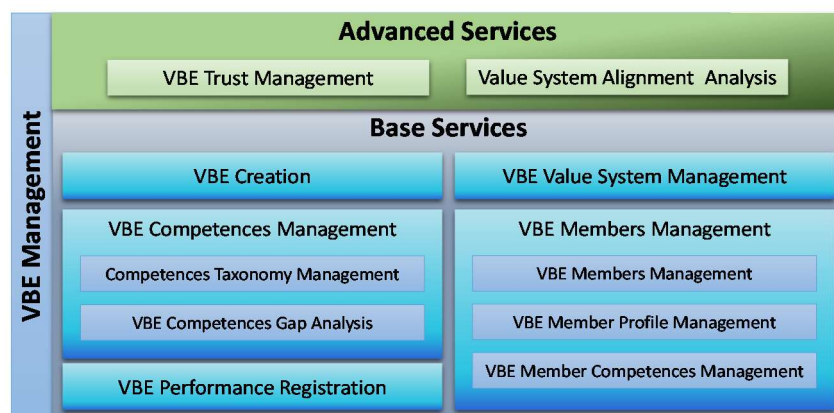 VBE Management
Advanced Services
VBE Trust Management
Value System Alignment Analysis
Base Services
VBE Creation
VBE Value System Management
VBE Competences Management
Competences Taxonomy Management
VBE Competences Gap Analysis
VBE Performance Registration
VBE Members Management
VBE Members Management
VBE Member Profile Management
VBE Member Competences Management